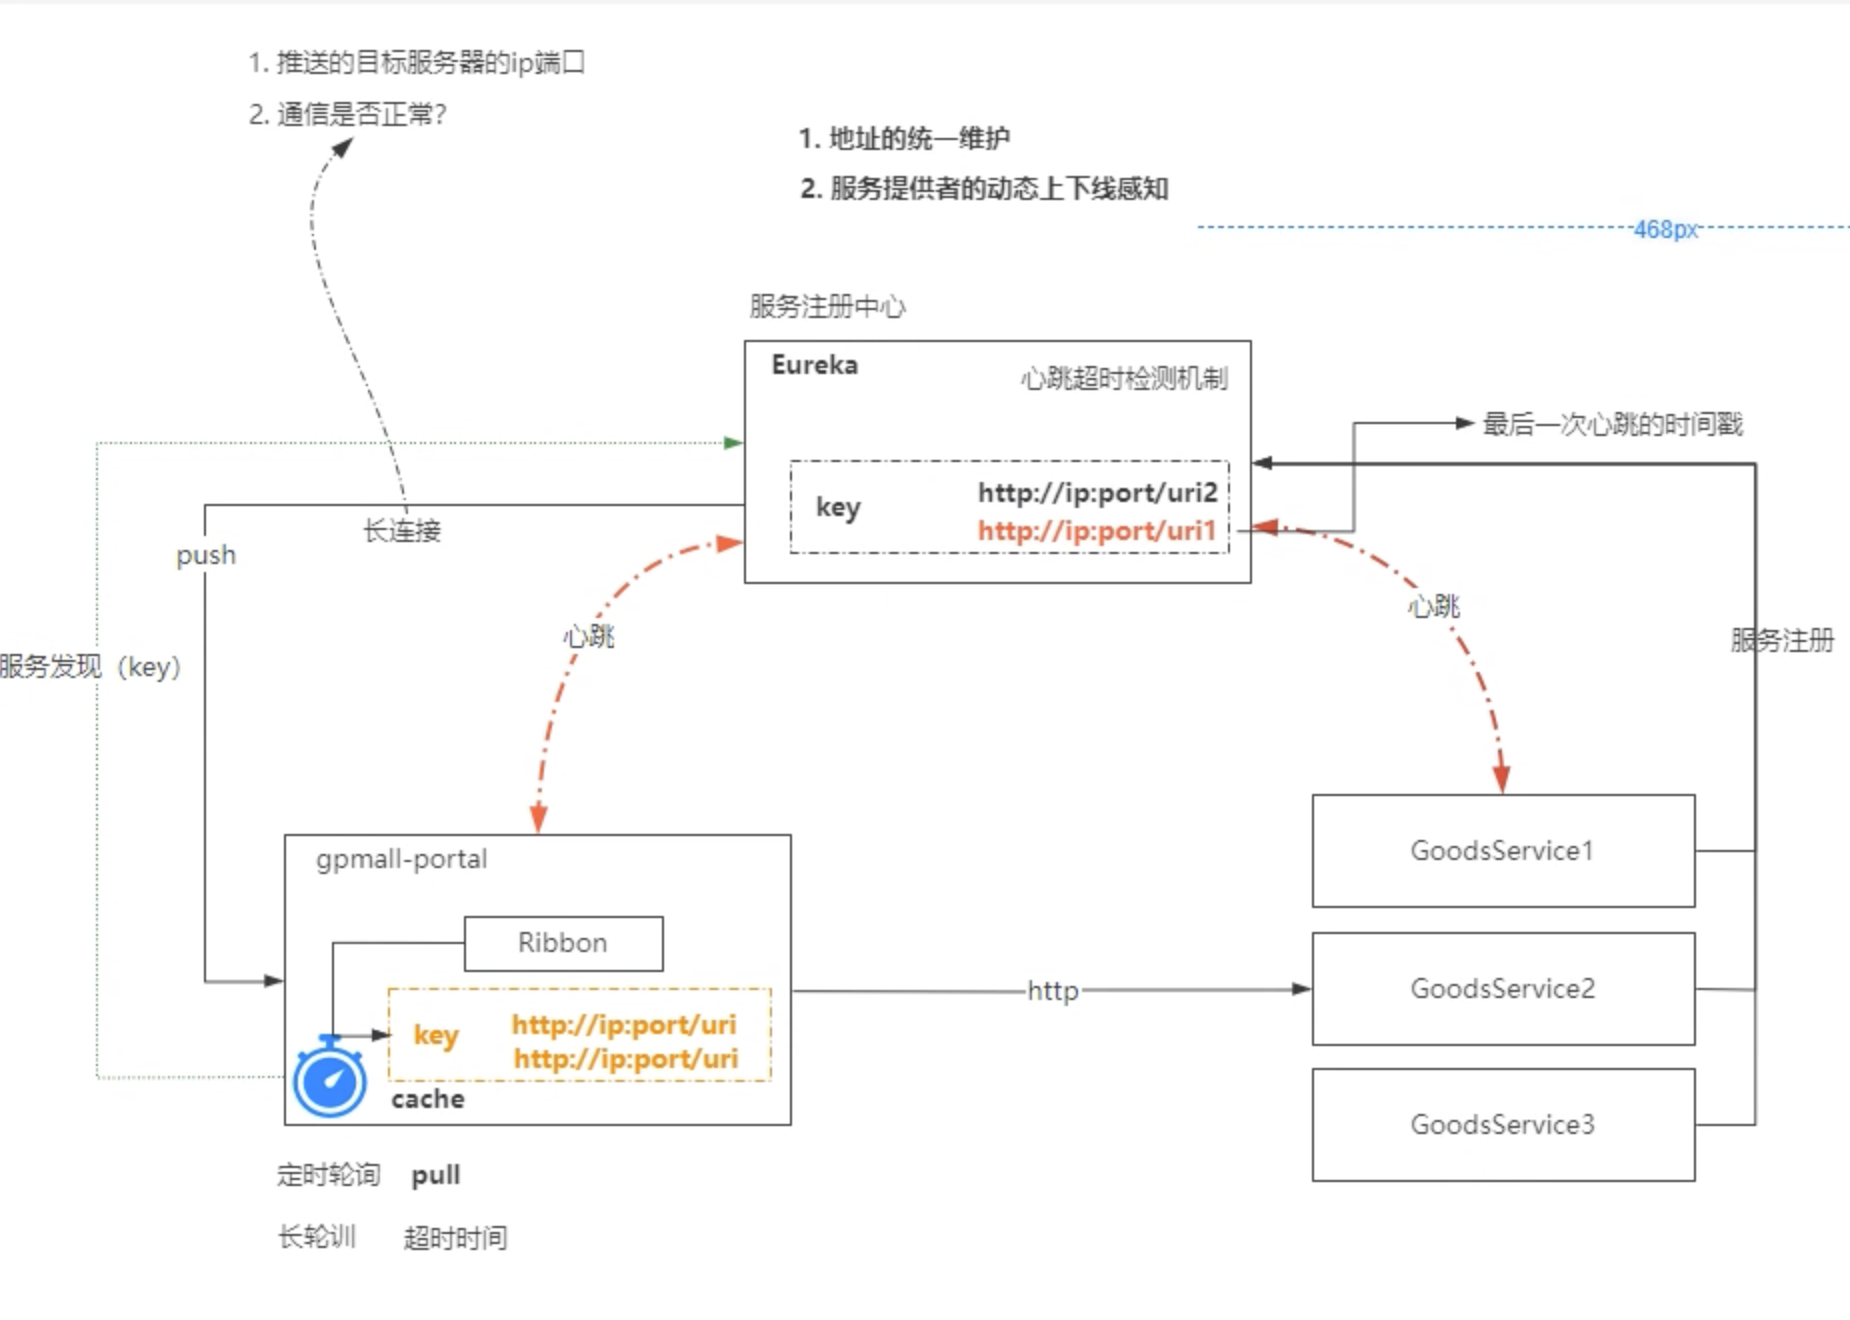 1. 推送的目标服务器的ip端口
2. 通信是否正常?
1. 地址的统一维护
2. 服务提供者的动态上下线感知
468px
服务注册中心
Eureka
心跳超时检测机制
最后一次心跳的时间戳
key
http://ip:port/uri2
http://ip:port/uri1
长连接
push
心跳
心跳
服务注册
服务发现（key）
gpmall-portal
Ribbon
key
http://ip:port/uri
http://ip:port/uri
cache
http
GoodsService1
GoodsService2
GoodsService3
定时轮询 pull
长轮训 超时时间